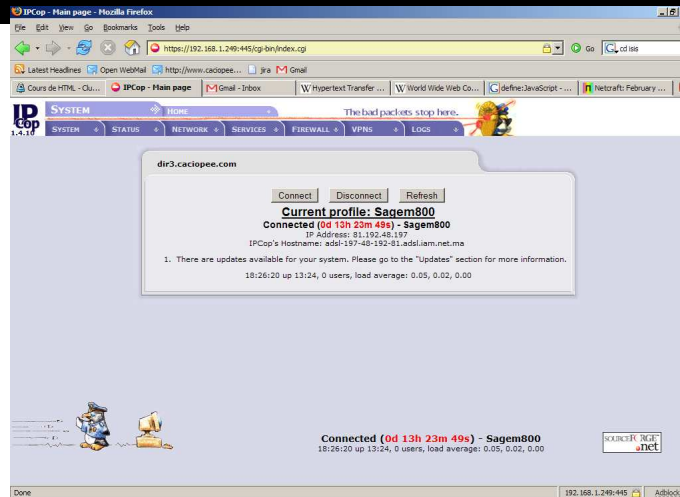 IPCop - Main page - Mozilla Firefox
File Edit View Go Bookmarks Tools Help
https://192.168.1.249:445/cgi-bin/index.cgi Go cd isis
Latest Headlines Open WebMail http://www.caciopee... jira Gmail
Cours de HTML - Clu... IPCop - Main page Gmail - Inbox Hypertext Transfer ... World Wide Web Co... define:JavaScript - ... Netcraft: February ...
IP Cop 1.4.10
SYSTEM HOME The bad packets stop here.
SYSTEM STATUS NETWORK SERVICES FIREWALL VPNS LOGS
dir3.caciopee.com
Connect Disconnect Refresh
Current profile: Sagem800
Connected (0d 13h 23m 49s) - Sagem800
IP Address: 81.192.48.197
IPCop's Hostname: adsl-197-48-192-81.adsl.iam.net.ma
1. There are updates available for your system. Please go to the "Updates" section for more information.
18:26:20 up 13:24, 0 users, load average: 0.05, 0.02, 0.00
Connected (0d 13h 23m 49s) - Sagem800
18:26:20 up 13:24, 0 users, load average: 0.05, 0.02, 0.00
SOURCEFORGE
.net
Done 192.168.1.249:445 Adblock